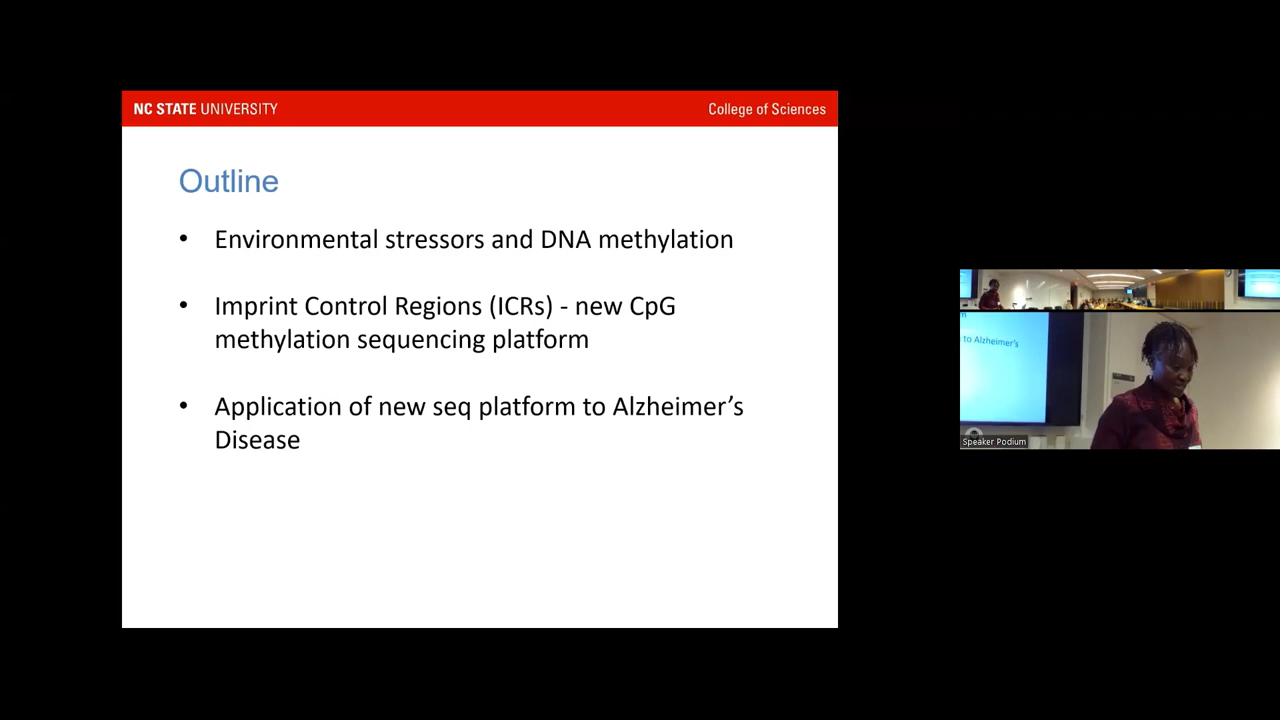 NC STATE UNIVERSITY
College of Sciences
Outline
• Environmental stressors and DNA methylation
• Imprint Control Regions (ICRs) - new CpG
methylation sequencing platform
• Application of new seq platform to Alzheimer’s
Disease
to Alzheimer's
Speaker Podium